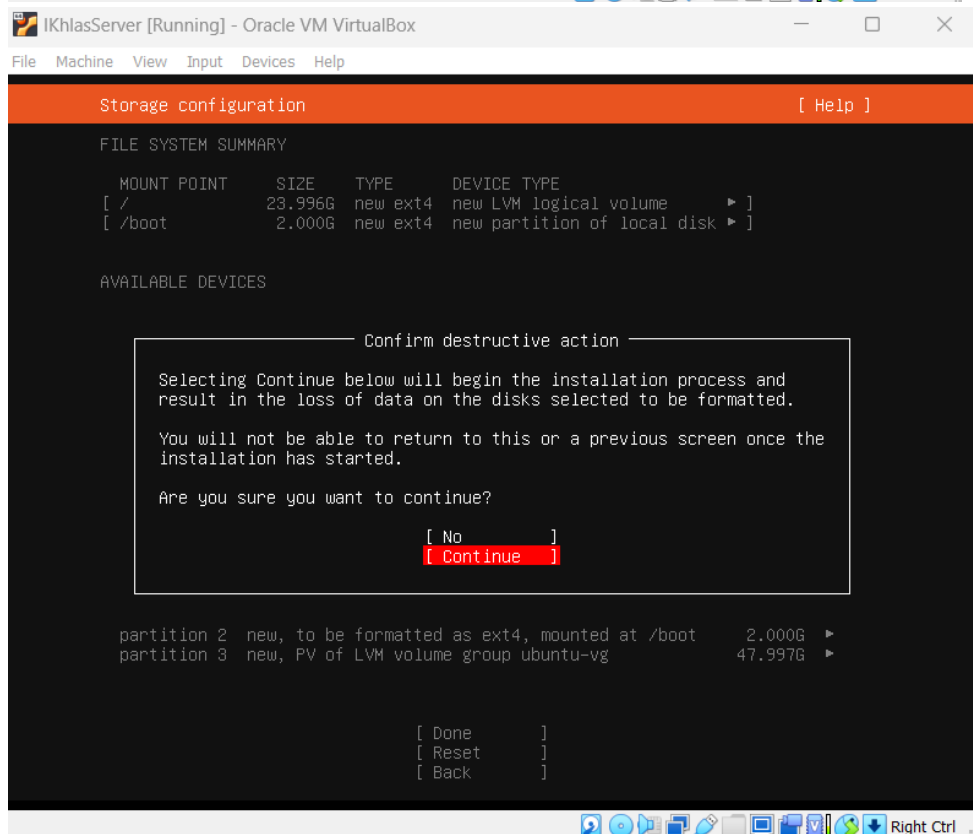 IKhlasServer [Running] - Oracle VM VirtualBox
File Machine View Input Devices Help
Storage configuration [ Help ]
FILE SYSTEM SUMMARY
MOUNT POINT SIZE TYPE DEVICE TYPE
[ / 23.996G new ext4 new LVM logical volume ▸ ]
[ /boot 2.000G new ext4 new partition of local disk ▸ ]
AVAILABLE DEVICES
Confirm destructive action
Selecting Continue below will begin the installation process and
result in the loss of data on the disks selected to be formatted.
You will not be able to return to this or a previous screen once the
installation has started.
Are you sure you want to continue?
[ No ]
[ Continue ]
partition 2 new, to be formatted as ext4, mounted at /boot 2.000G ▸
partition 3 new, PV of LVM volume group ubuntu-vg 47.997G ▸
[ Done ]
[ Reset ]
[ Back ]
Right Ctrl